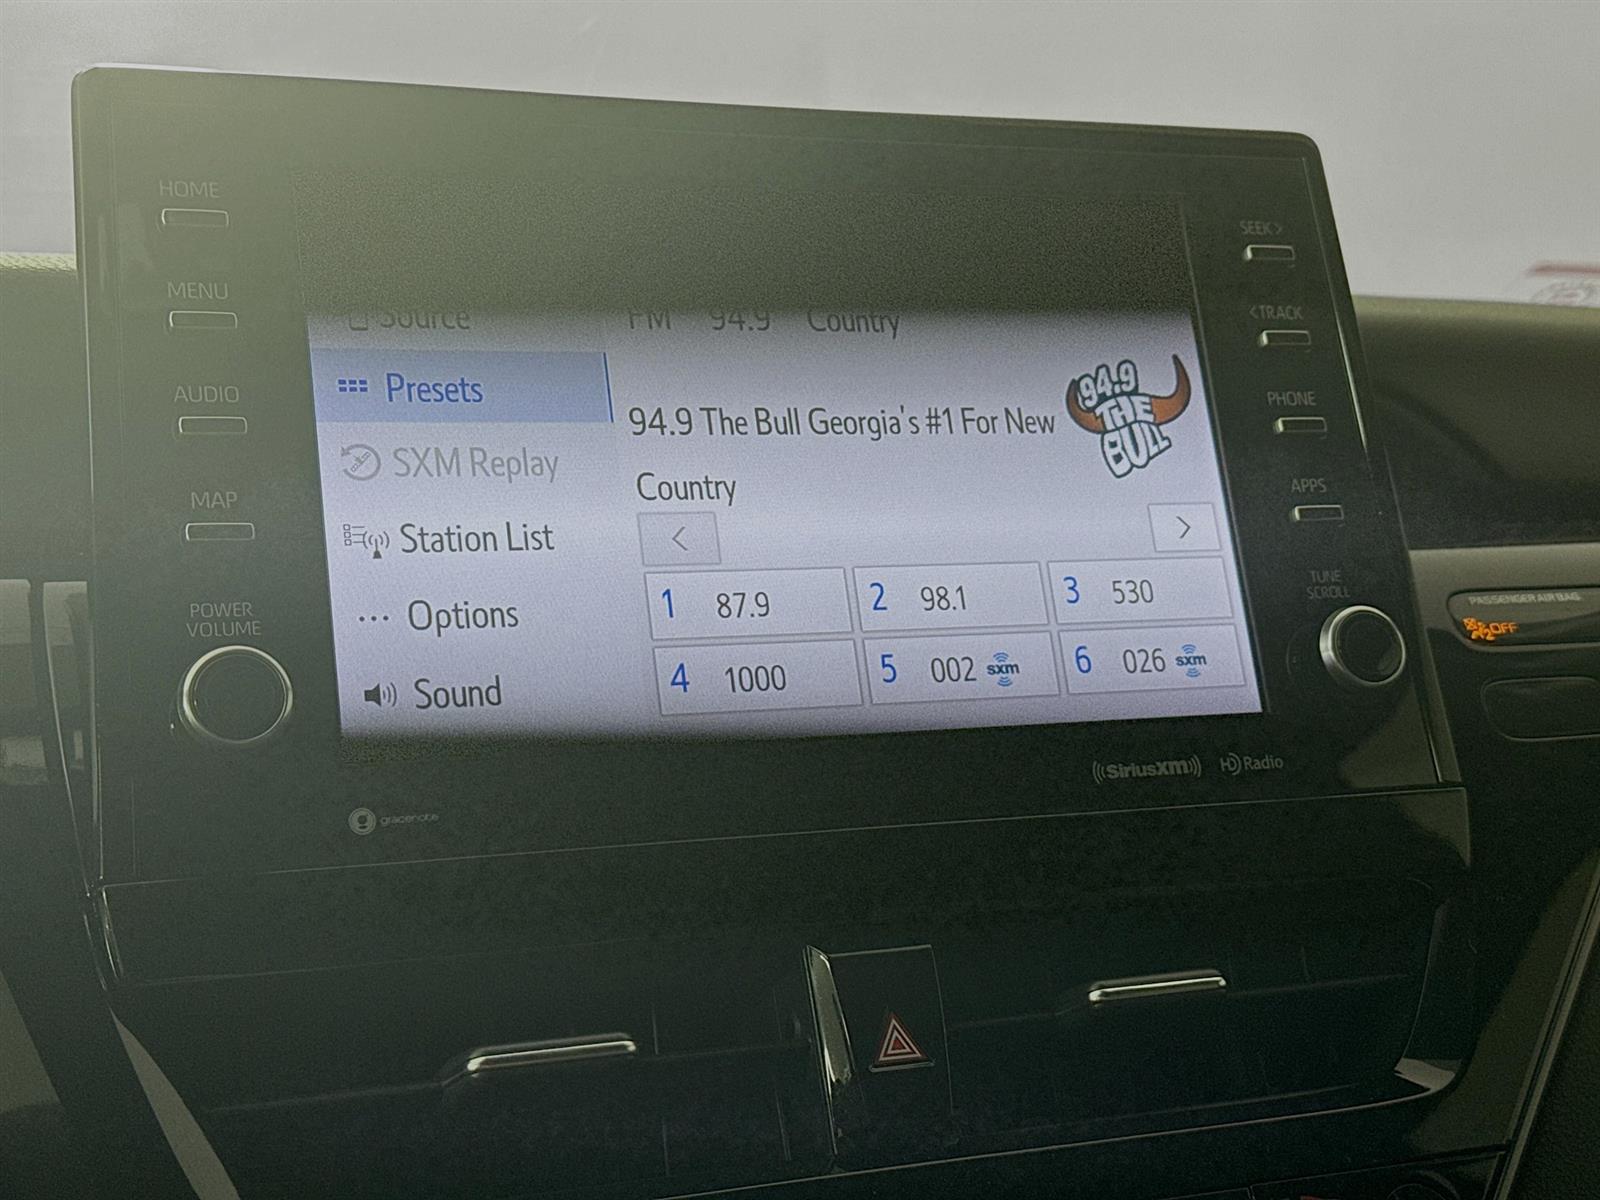 HOME
MENU
AUDIO
MAP
POWER
VOLUME
Source
Presets
SXM Replay
Station List
Options
Sound
FM 94.9 Country
94.9 The Bull Georgia's #1 For New
Country
94.9
THE
BULL
<
>
1 87.9
2 98.1
3 530
4 1000
5 002 sxm
6 026 sxm
SEEK >
< TRACK
PHONE
APPS
TUNE
SCROLL
PASSENGER AIR BAG
2 OFF
((SiriusXM))
HD Radio
gracenote